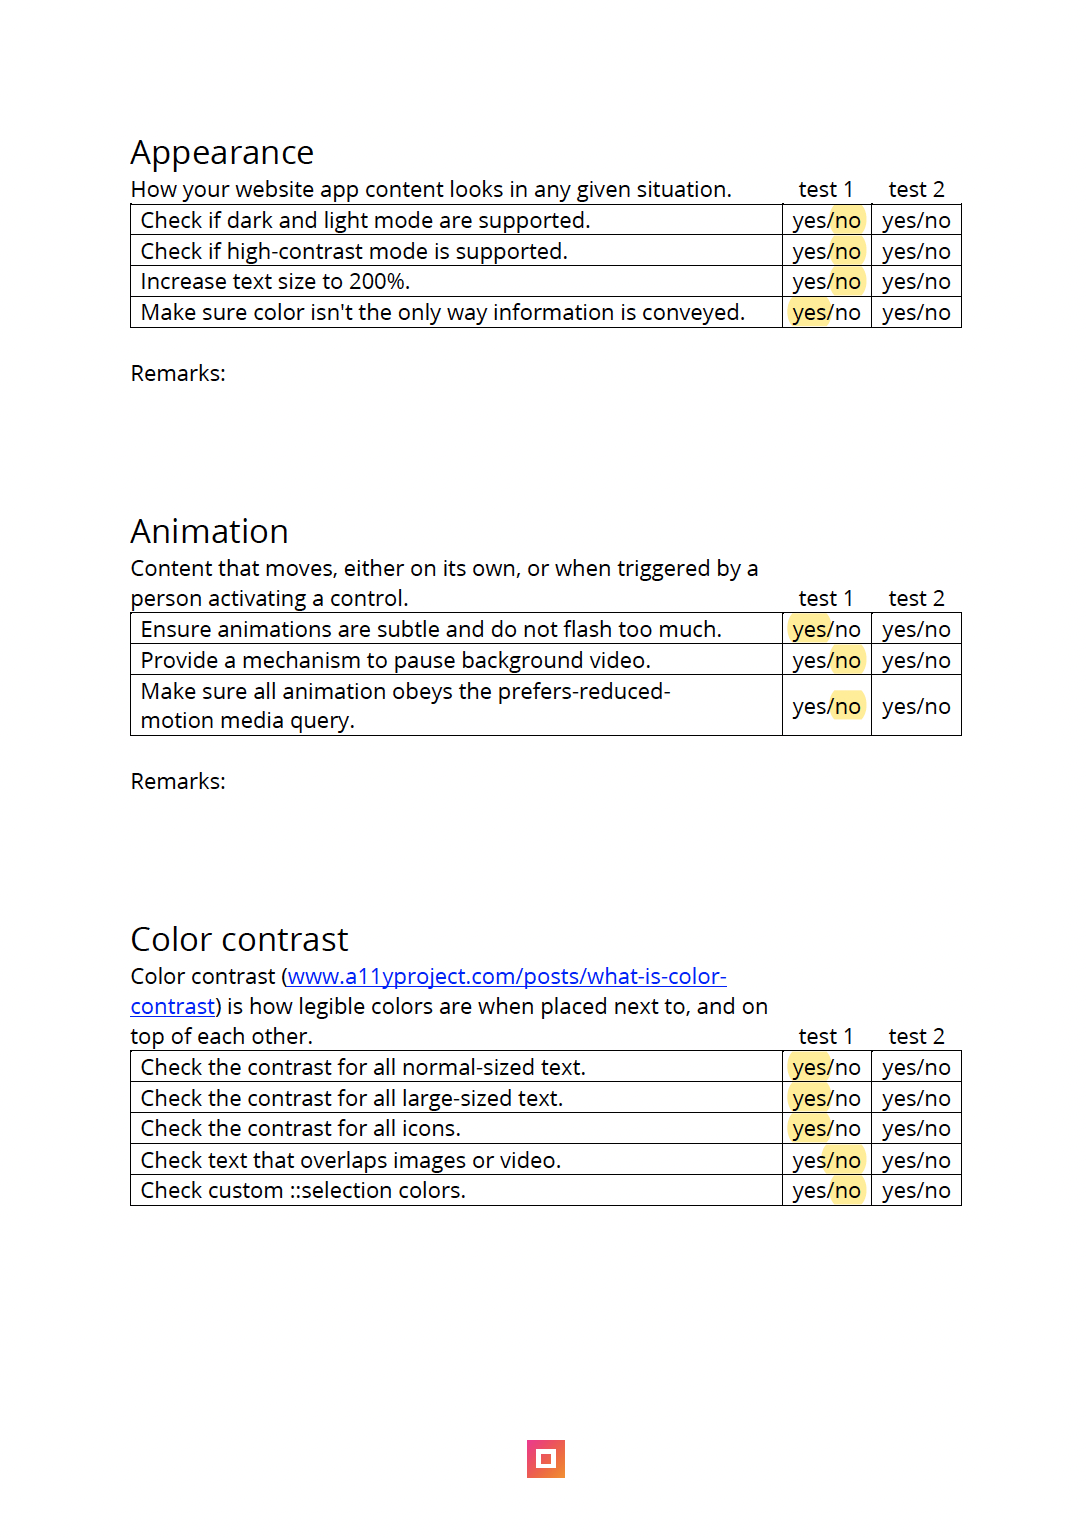 Appearance
How your website app content looks in any given situation. test 1 test 2
Check if dark and light mode are supported. yes/no yes/no
Check if high-contrast mode is supported. yes/no yes/no
Increase text size to 200%. yes/no yes/no
Make sure color isn't the only way information is conveyed. yes/no yes/no
Remarks:
Animation
Content that moves, either on its own, or when triggered by a
person activating a control. test 1 test 2
Ensure animations are subtle and do not flash too much. yes/no yes/no
Provide a mechanism to pause background video. yes/no yes/no
Make sure all animation obeys the prefers-reduced-
motion media query. yes/no yes/no
Remarks:
Color contrast
Color contrast (www.a11yproject.com/posts/what-is-color-
contrast) is how legible colors are when placed next to, and on
top of each other. test 1 test 2
Check the contrast for all normal-sized text. yes/no yes/no
Check the contrast for all large-sized text. yes/no yes/no
Check the contrast for all icons. yes/no yes/no
Check text that overlaps images or video. yes/no yes/no
Check custom ::selection colors. yes/no yes/no